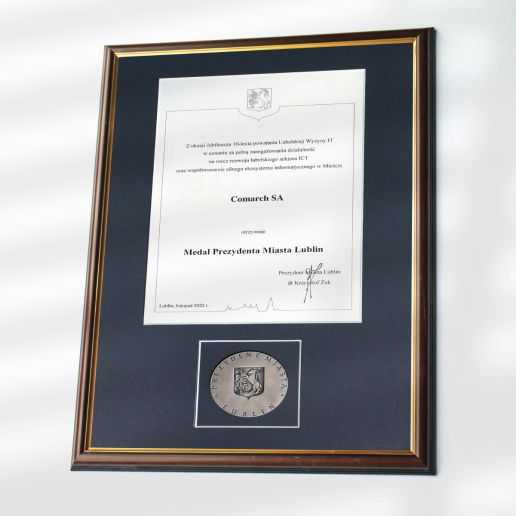 Z okazji Jubileuszu 10-lecia powstania Lubelskiej Wyżyny IT
w uznaniu za pełną zaangażowania działalność
na rzecz rozwoju lubelskiego sektora ICT
oraz współtworzenie silnego ekosystemu informatycznego w Mieście
Comarch SA
otrzymuje
Medal Prezydenta Miasta Lublin
Prezydent Miasta Lublin
dr Krzysztof Żuk
Lublin, listopad 2022 r.
PREZYDENT MIASTA
LUBLIN